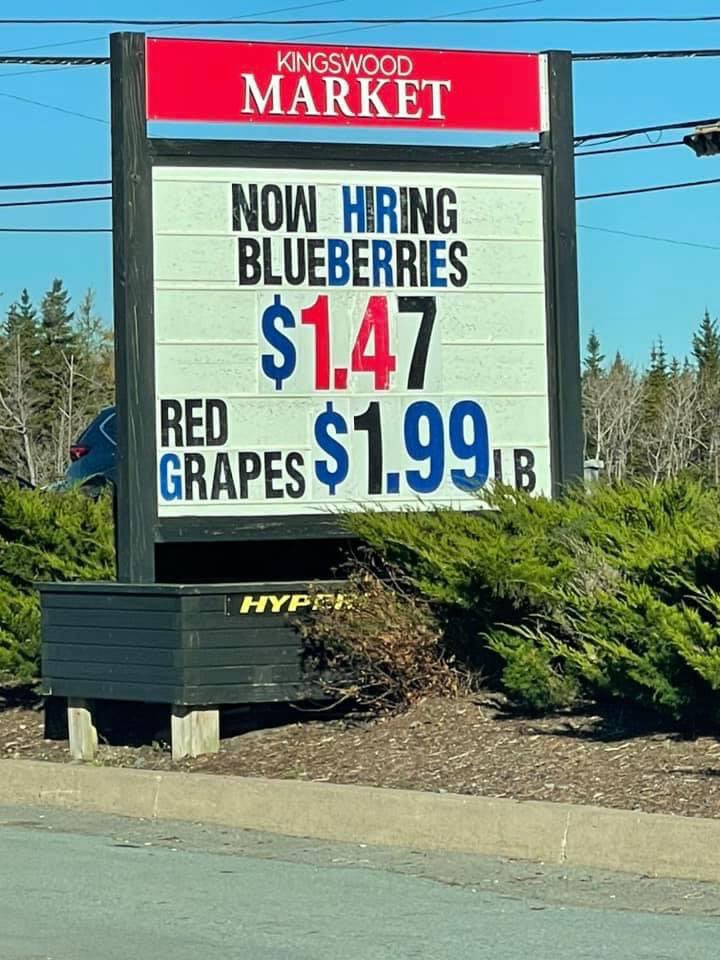 KINGSWOOD
MARKET
NOW HIRING
BLUEBERRIES
$1.47
RED
GRAPES $1.99 LB